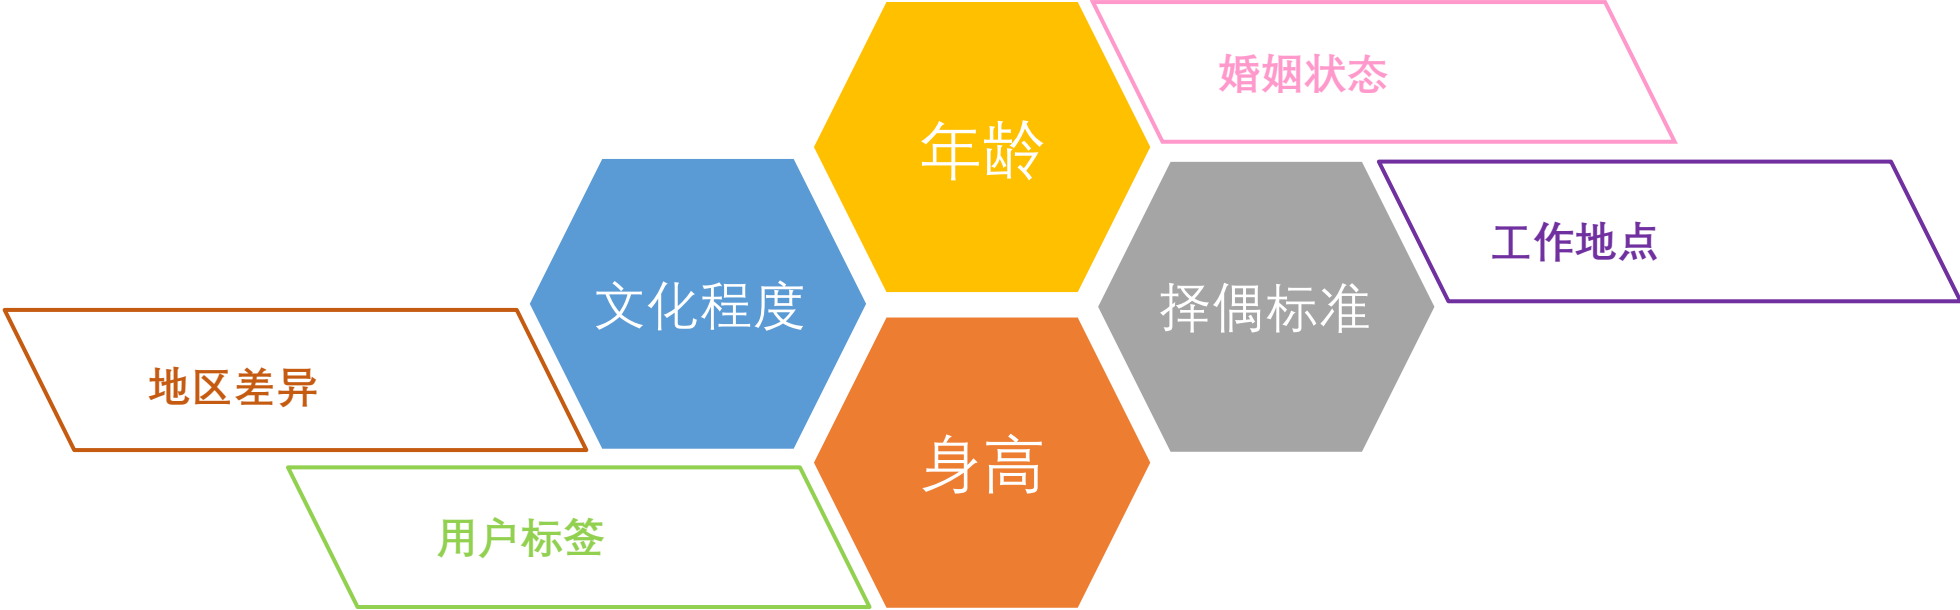 婚姻状态
年龄
工作地点
文化程度
择偶标准
地区差异
身高
用户标签